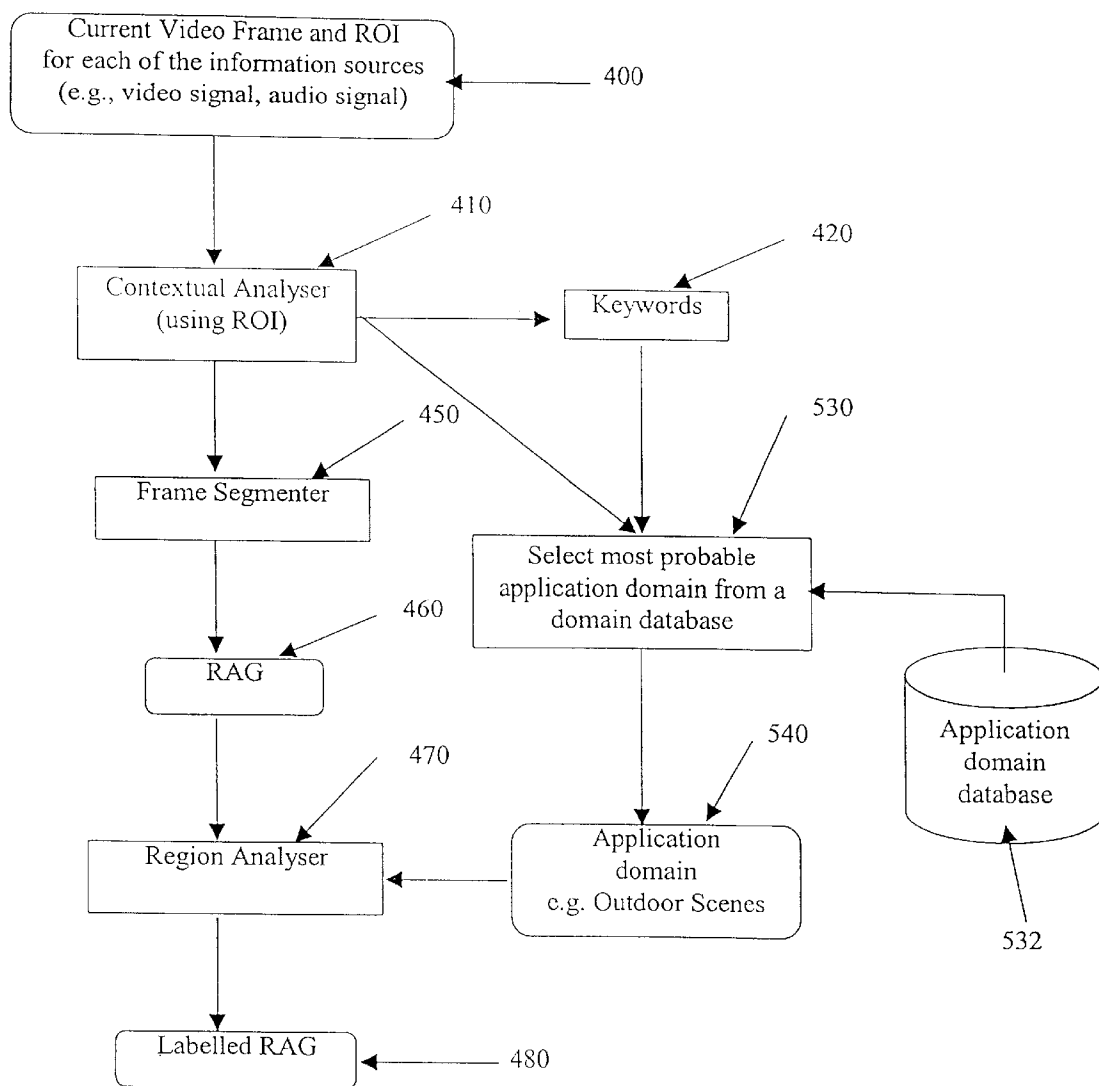 Current Video Frame and ROI
for each of the information sources
(e.g., video signal, audio signal)
400
410
420
Contextual Analyser
(using ROI)
Keywords
450
530
Frame Segmenter
Select most probable
application domain from a
domain database
460
RAG
Application
domain
database
470
540
Region Analyser
Application
domain
e.g. Outdoor Scenes
532
Labelled RAG
480